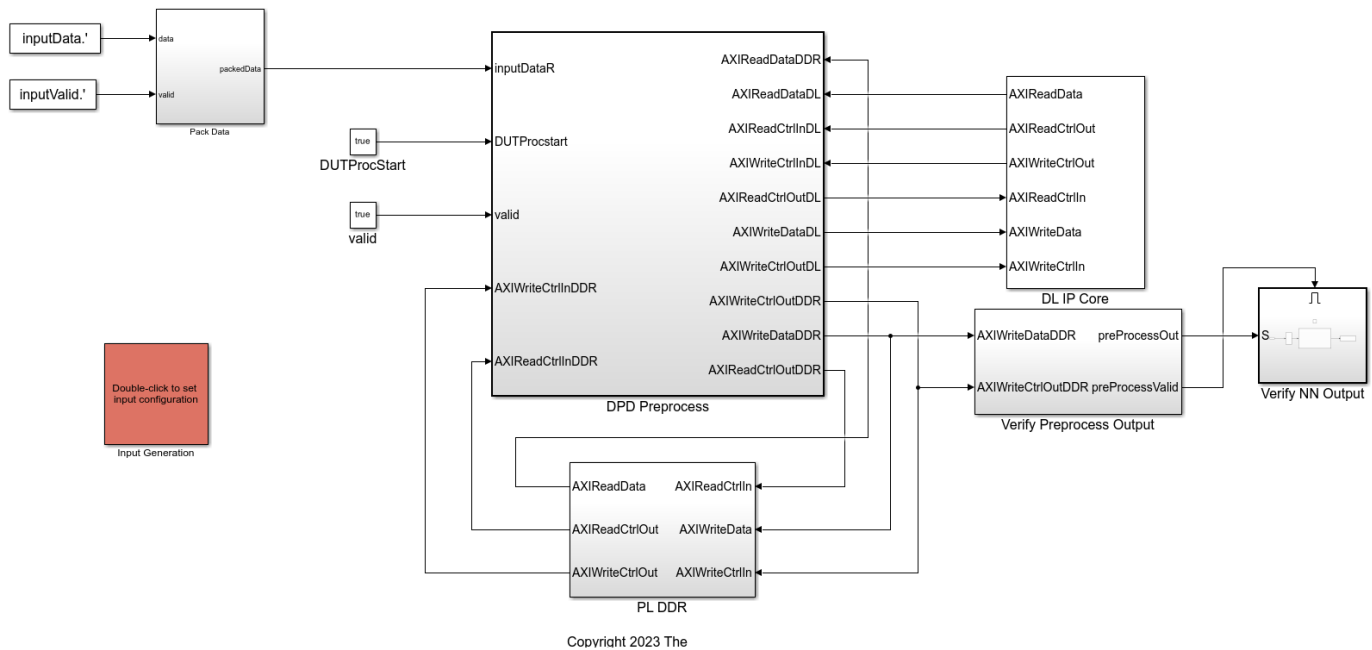 inputData.'
inputValid.'
data
valid
packedData
Pack Data
true
DUTProcStart
true
valid
Double-click to set
input configuration
Input Generation
inputDataR
DUTProcstart
valid
AXIWriteCtrlInDDR
AXIReadCtrlInDDR
AXIReadDataDDR
AXIReadDataDL
AXIReadCtrlInDL
AXIWriteCtrlInDL
AXIReadCtrlOutDL
AXIWriteDataDL
AXIWriteCtrlOutDL
AXIWriteCtrlOutDDR
AXIWriteDataDDR
AXIReadCtrlOutDDR
DPD Preprocess
AXIReadData
AXIReadCtrlOut
AXIWriteCtrlOut
AXIReadCtrlIn
AXIWriteData
AXIWriteCtrlIn
DL IP Core
AXIWriteDataDDR
AXIWriteCtrlOutDDR
preProcessOut
preProcessValid
Verify Preprocess Output
S
Verify NN Output
AXIReadData
AXIReadCtrlOut
AXIWriteCtrlOut
AXIReadCtrlIn
AXIWriteData
AXIWriteCtrlIn
PL DDR
Copyright 2023 The